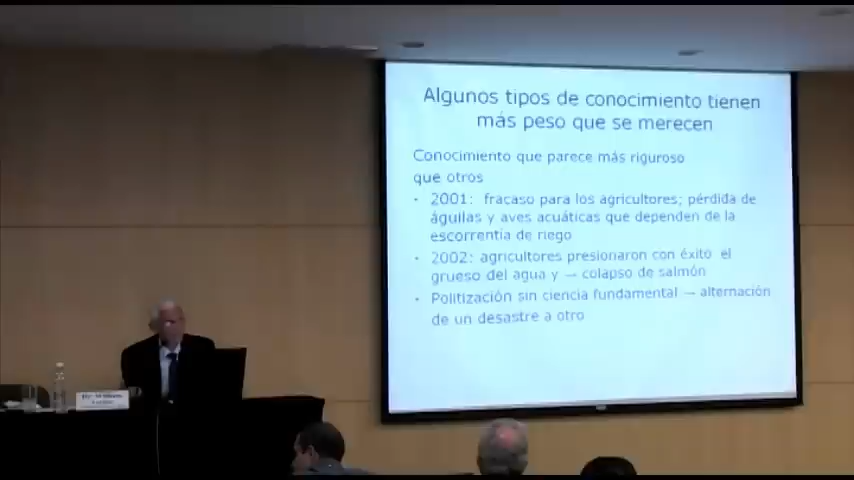 Algunos tipos de conocimiento tienen
más peso que se merecen
Conocimiento que parece más riguroso
que otros
· 2001: fracaso para los agricultores; pérdida de
águilas y aves acuáticas que dependen de la
escorrentia de riego
· 2002: agricultores presionaron con éxito el
grueso del agua y — colapso de salmón
· Politización sin ciencia fundamental — alternación
de un desastre a otro